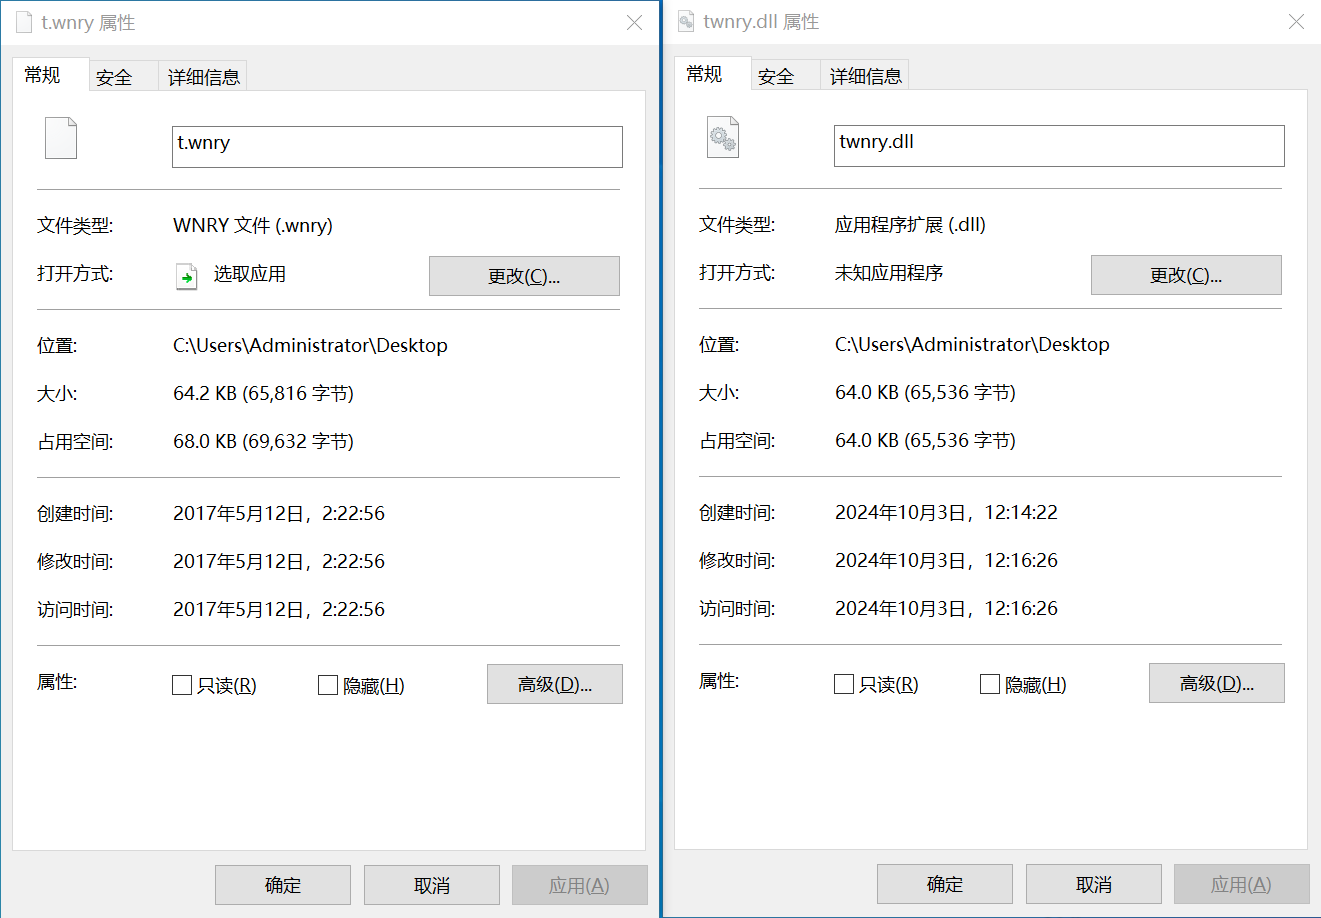 t.wnry 属性
常规 安全 详细信息
t.wnry
文件类型: WNRY 文件 (.wnry)
打开方式: 选取应用 更改(C)...
位置: C:\Users\Administrator\Desktop
大小: 64.2 KB (65,816 字节)
占用空间: 68.0 KB (69,632 字节)
创建时间: 2017年5月12日，2:22:56
修改时间: 2017年5月12日，2:22:56
访问时间: 2017年5月12日，2:22:56
属性: 只读(R) 隐藏(H) 高级(D)...
确定 取消 应用(A)
twnry.dll 属性
常规 安全 详细信息
twnry.dll
文件类型: 应用程序扩展 (.dll)
打开方式: 未知应用程序 更改(C)...
位置: C:\Users\Administrator\Desktop
大小: 64.0 KB (65,536 字节)
占用空间: 64.0 KB (65,536 字节)
创建时间: 2024年10月3日，12:14:22
修改时间: 2024年10月3日，12:16:26
访问时间: 2024年10月3日，12:16:26
属性: 只读(R) 隐藏(H) 高级(D)...
确定 取消 应用(A)